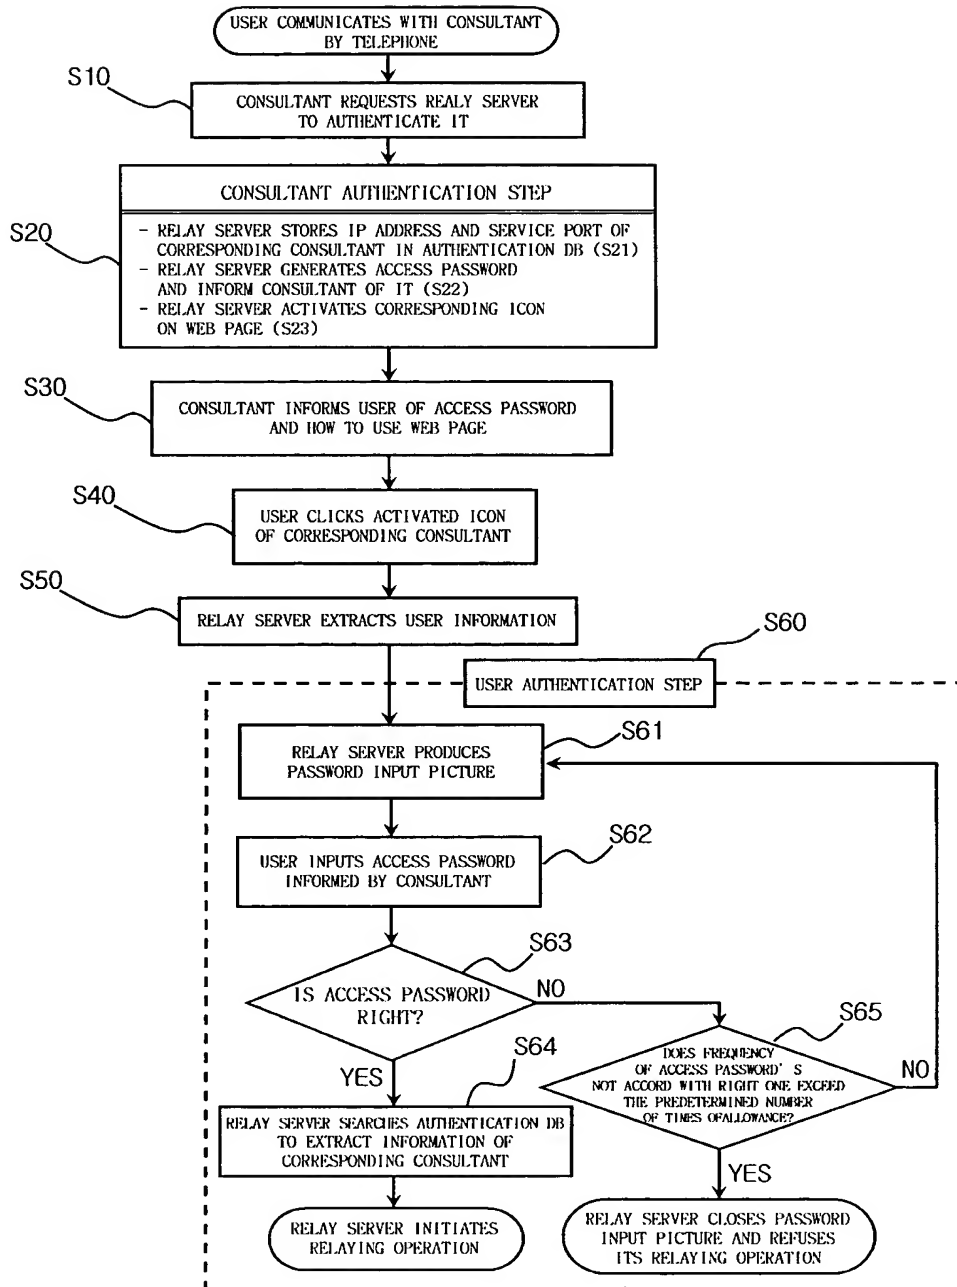 USER COMMUNICATES WITH CONSULTANT
BY TELEPHONE
S10
CONSULTANT REQUESTS REALY SERVER
TO AUTHENTICATE IT
CONSULTANT AUTHENTICATION STEP
S20
- RELAY SERVER STORES IP ADDRESS AND SERVICE PORT OF
CORRESPONDING CONSULTANT IN AUTHENTICATION DB (S21)
- RELAY SERVER GENERATES ACCESS PASSWORD
AND INFORM CONSULTANT OF IT (S22)
- RELAY SERVER ACTIVATES CORRESPONDING ICON
ON WEB PAGE (S23)
S30
CONSULTANT INFORMS USER OF ACCESS PASSWORD
AND HOW TO USE WEB PAGE
S40
USER CLICKS ACTIVATED ICON
OF CORRESPONDING CONSULTANT
S50
RELAY SERVER EXTRACTS USER INFORMATION
S60
USER AUTHENTICATION STEP
S61
RELAY SERVER PRODUCES
PASSWORD INPUT PICTURE
S62
USER INPUTS ACCESS PASSWORD
INFORMED BY CONSULTANT
S63
IS ACCESS PASSWORD
RIGHT?
NO
S65
DOES FREQUENCY
OF ACCESS PASSWORD'S
NOT ACCORD WITH RIGHT ONE EXCEED
THE PREDETERMINED NUMBER
OF TIMES OFALLOWANCE?
NO
YES
S64
RELAY SERVER SEARCHES AUTHENTICATION DB
TO EXTRACT INFORMATION OF
CORRESPONDING CONSULTANT
YES
RELAY SERVER INITIATES
RELAYING OPERATION
RELAY SERVER CLOSES PASSWORD
INPUT PICTURE AND REFUSES
ITS RELAYING OPERATION